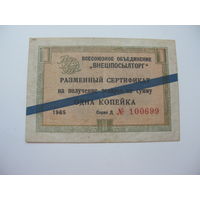 ВСЕСОЮЗНОЕ ОБЪЕДИНЕНИЕ
"ВНЕШПОСЫЛТОРГ"
РАЗМЕННЫЙ СЕРТИФИКАТ
на получение товаров на сумму
ОДНА КОПЕЙКА
1965 Серия Д № 100699